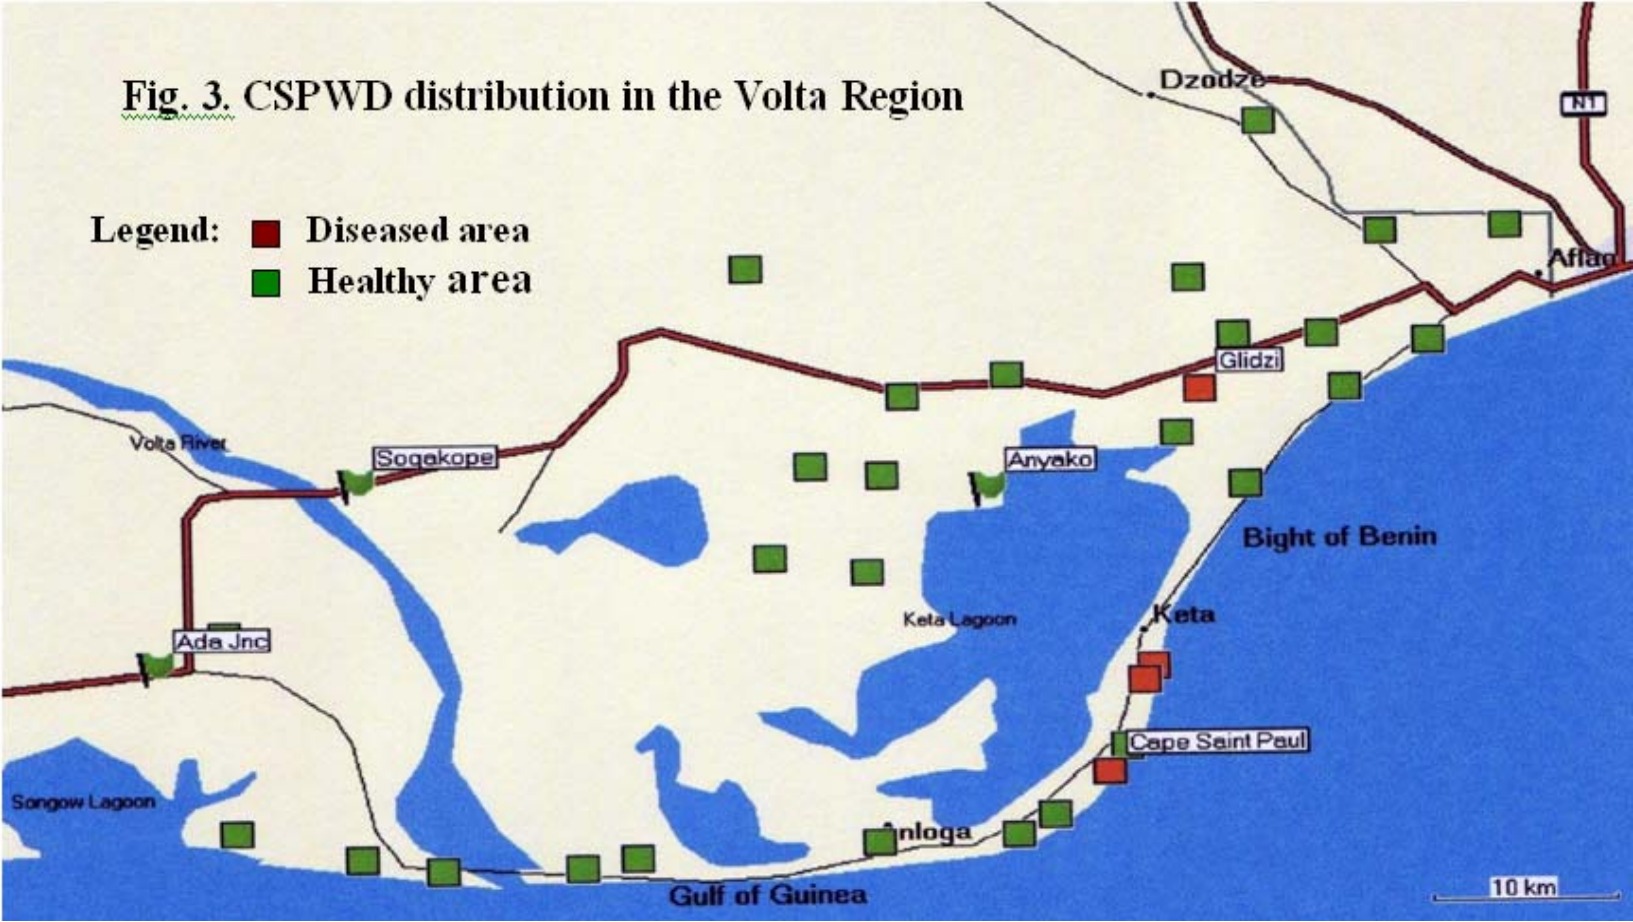 Fig. 3. CSPWD distribution in the Volta Region
Dzodze
N1
Legend:
Diseased area
Healthy area
Aflao
Glidzi
Volta River
Sogakope
Anyako
Bight of Benin
Keta Lagoon
Keta
Ada Jnc
Cape Saint Paul
Songow Lagoon
Anloga
Gulf of Guinea
10 km